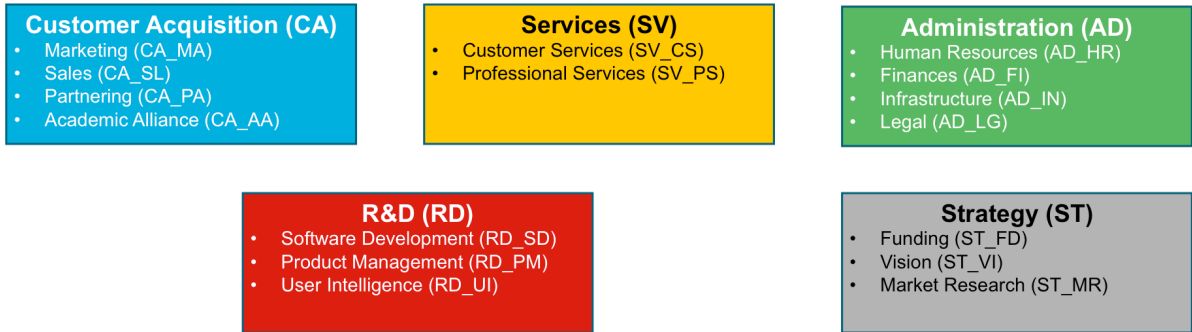 Customer Acquisition (CA)
• Marketing (CA_MA)
• Sales (CA_SL)
• Partnering (CA_PA)
• Academic Alliance (CA_AA)
Services (SV)
• Customer Services (SV_CS)
• Professional Services (SV_PS)
Administration (AD)
• Human Resources (AD_HR)
• Finances (AD_FI)
• Infrastructure (AD_IN)
• Legal (AD_LG)
R&D (RD)
• Software Development (RD_SD)
• Product Management (RD_PM)
• User Intelligence (RD_UI)
Strategy (ST)
• Funding (ST_FD)
• Vision (ST_VI)
• Market Research (ST_MR)